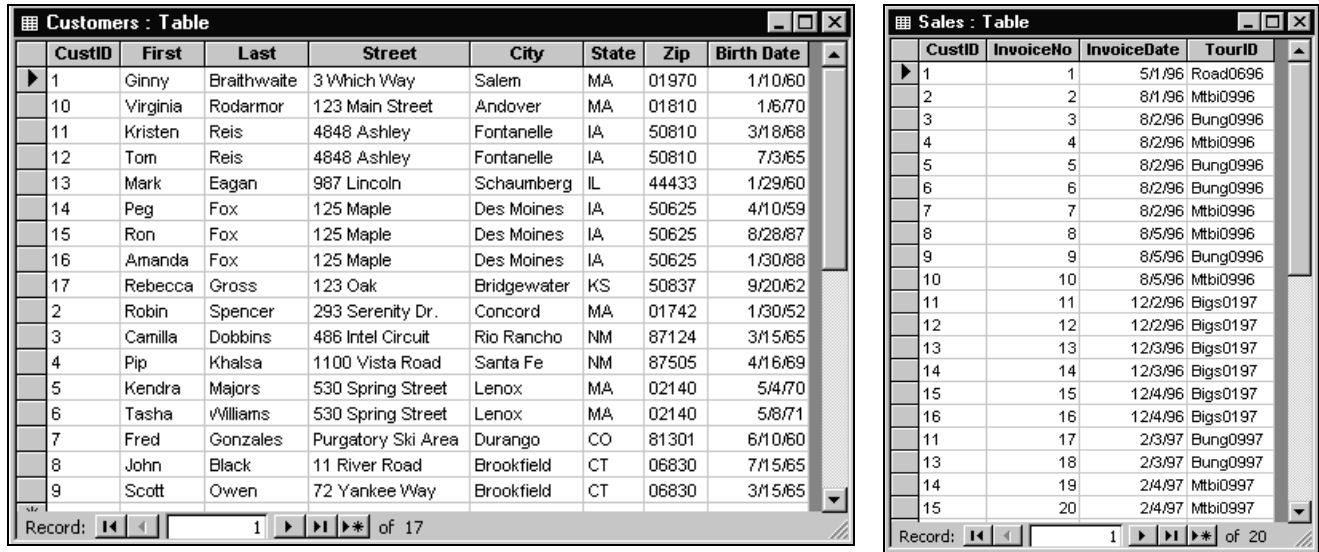 Customers : Table
CustID First Last Street City State Zip Birth Date
1 Ginny Braithwaite 3 Which Way Salem MA 01970 1/10/60
10 Virginia Rodarmor 123 Main Street Andover MA 01810 1/6/70
11 Kristen Reis 4848 Ashley Fontanelle IA 50810 3/18/68
12 Tom Reis 4848 Ashley Fontanelle IA 50810 7/3/65
13 Mark Eagan 987 Lincoln Schaumberg IL 44433 1/29/60
14 Peg Fox 125 Maple Des Moines IA 50625 4/10/59
15 Ron Fox 125 Maple Des Moines IA 50625 8/28/87
16 Amanda Fox 125 Maple Des Moines IA 50625 1/30/88
17 Rebecca Gross 123 Oak Bridgewater KS 50837 9/20/62
2 Robin Spencer 293 Serenity Dr. Concord MA 01742 1/30/52
3 Camilla Dobbins 486 Intel Circuit Rio Rancho NM 87124 3/15/65
4 Pip Khalsa 1100 Vista Road Santa Fe NM 87505 4/16/69
5 Kendra Majors 530 Spring Street Lenox MA 02140 5/4/70
6 Tasha Williams 530 Spring Street Lenox MA 02140 5/8/71
7 Fred Gonzales Purgatory Ski Area Durango CO 81301 6/10/60
8 John Black 11 River Road Brookfield CT 06830 7/15/65
9 Scott Owen 72 Yankee Way Brookfield CT 06830 3/15/65
Record: 1 of 17
Sales : Table
CustID InvoiceNo InvoiceDate TourID
1 1 5/1/96 Road0696
2 2 8/1/96 Mtbi0996
3 3 8/2/96 Bung0996
4 4 8/2/96 Mtbi0996
5 5 8/2/96 Bung0996
6 6 8/2/96 Bung0996
7 7 8/2/96 Mtbi0996
8 8 8/5/96 Mtbi0996
9 9 8/5/96 Bung0996
10 10 8/5/96 Mtbi0996
11 11 12/2/96 Bigs0197
12 12 12/2/96 Bigs0197
13 13 12/3/96 Bigs0197
14 14 12/3/96 Bigs0197
15 15 12/4/96 Bigs0197
16 16 12/4/96 Bigs0197
11 17 2/3/97 Bung0997
13 18 2/3/97 Bung0997
14 19 2/4/97 Mtbi0997
15 20 2/4/97 Mtbi0997
Record: 1 of 20